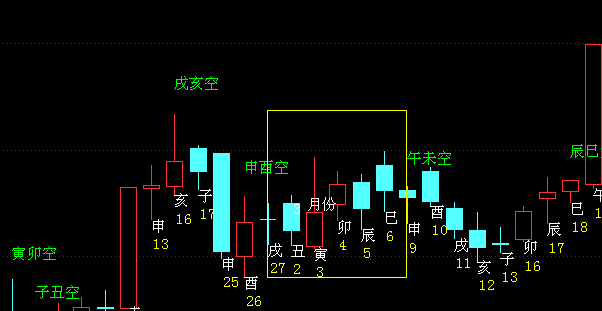 戌亥空
辰巳
午未空
申酉空
寅卯空
子丑空
申
13
亥
16
子
17
申
25
酉
26
戌
27
丑
2
3月份
寅
3
卯
4
辰
5
巳
6
申
9
酉
10
戌
11
亥
12
子
13
卯
16
辰
17
巳
18
午